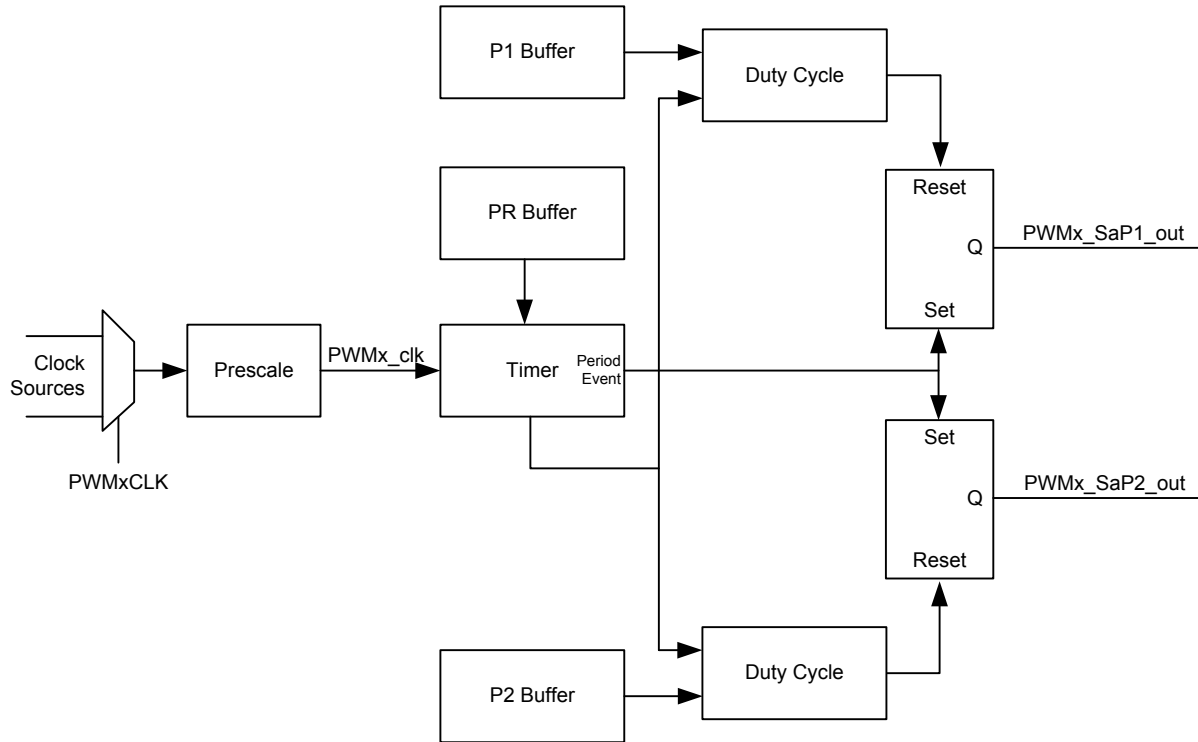 P1 Buffer
Duty Cycle
PR Buffer
Reset
Q
PWMx_SaP1_out
Set
Clock
Sources
Prescale
PWMx_clk
Timer
Period
Event
PWMxCLK
Set
Q
PWMx_SaP2_out
Reset
P2 Buffer
Duty Cycle